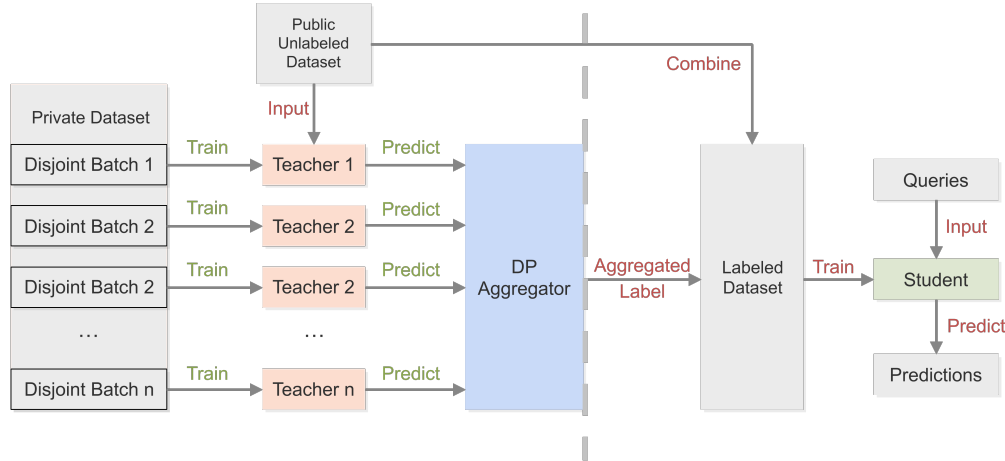 Public
Unlabeled
Dataset
Combine
Input
Private Dataset
Disjoint Batch 1
Train
Teacher 1
Predict
Disjoint Batch 2
Train
Teacher 2
Predict
Disjoint Batch 2
Train
Teacher 2
Predict
...
...
Disjoint Batch n
Train
Teacher n
Predict
DP
Aggregator
Aggregated
Label
Labeled
Dataset
Train
Queries
Input
Student
Predict
Predictions